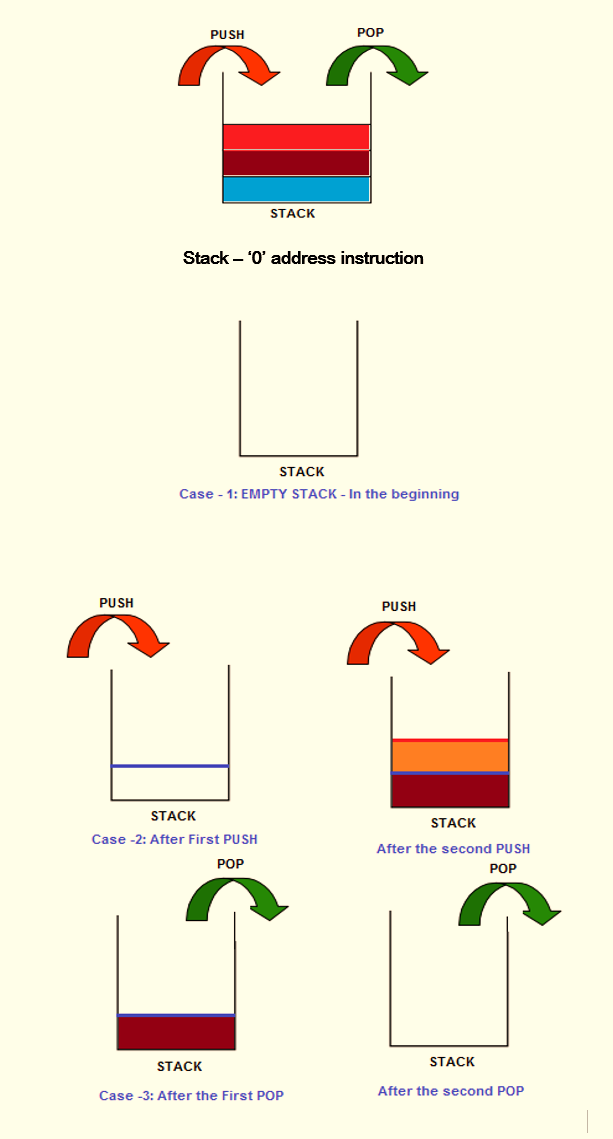 PUSH
POP
STACK
Stack – ‘0’ address instruction
STACK
Case - 1: EMPTY STACK - In the beginning
PUSH
STACK
Case -2: After First PUSH
PUSH
STACK
After the second PUSH
POP
STACK
Case -3: After the First POP
POP
STACK
After the second POP